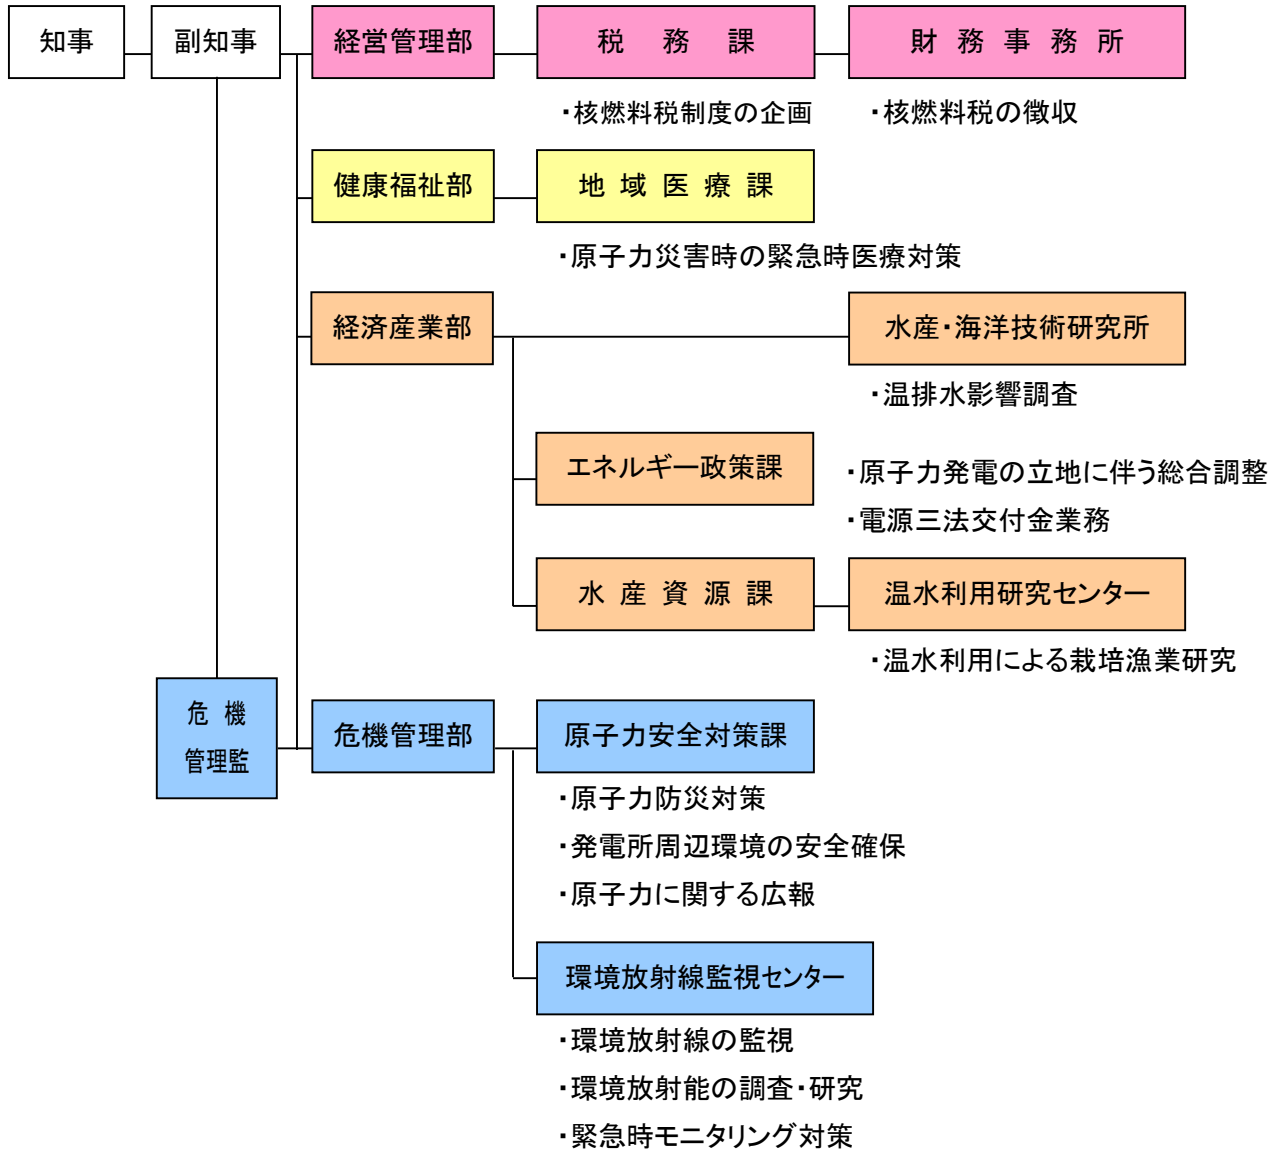 知事 副知事 経営管理部 税務課 財務事務所
・核燃料税制度の企画 ・核燃料税の徴収
健康福祉部 地域医療課
・原子力災害時の緊急時医療対策
経済産業部 水産・海洋技術研究所
・温排水影響調査
エネルギー政策課 ・原子力発電の立地に伴う総合調整
・電源三法交付金業務
水産資源課 温水利用研究センター
・温水利用による栽培漁業研究
危機
管理監
危機管理部 原子力安全対策課
・原子力防災対策
・発電所周辺環境の安全確保
・原子力に関する広報
環境放射線監視センター
・環境放射線の監視
・環境放射能の調査・研究
・緊急時モニタリング対策